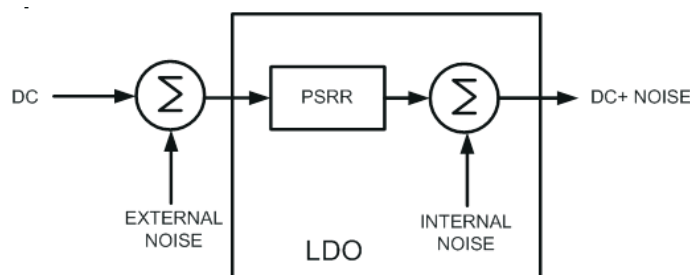 DC
Σ
PSRR
Σ
DC+ NOISE
EXTERNAL
NOISE
INTERNAL
NOISE
LDO